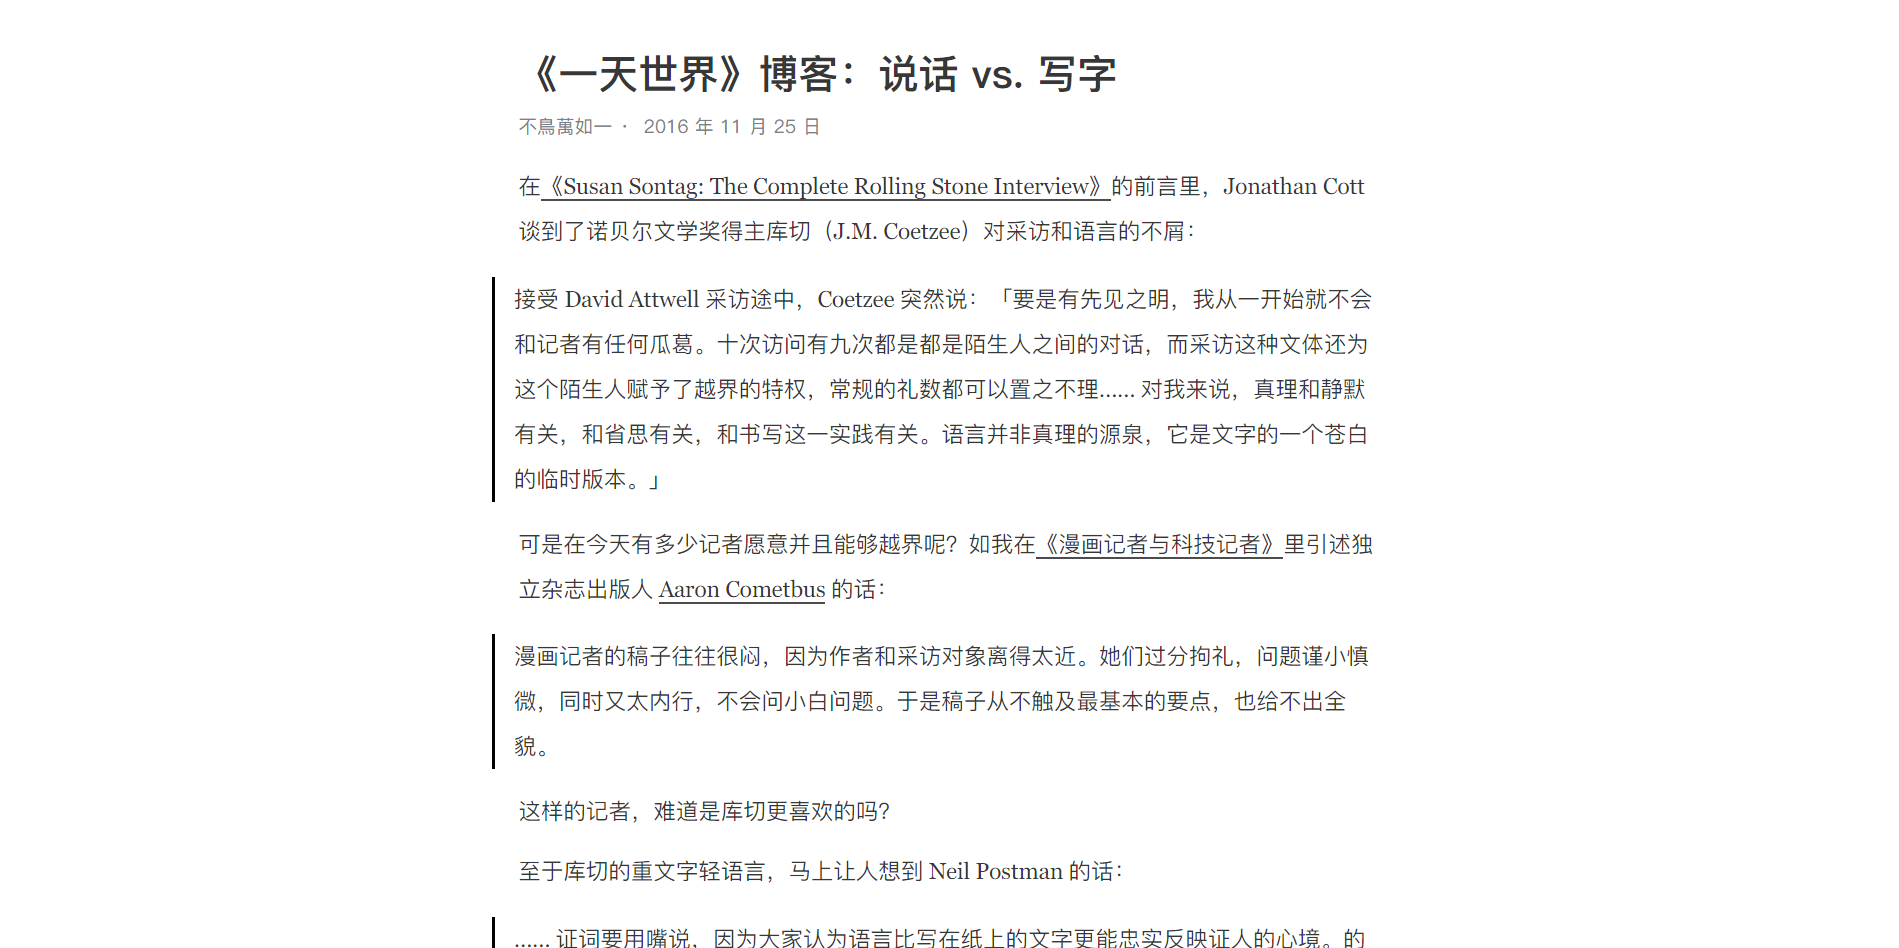 《一天世界》博客：说话 vs. 写字
不鳥萬如一 · 2016 年 11 月 25 日
在《Susan Sontag: The Complete Rolling Stone Interview》的前言里，Jonathan Cott
谈到了诺贝尔文学奖得主库切（J.M. Coetzee）对采访和语言的不屑：
接受 David Attwell 采访途中，Coetzee 突然说：「要是有先见之明，我从一开始就不会
和记者有任何瓜葛。十次访问有九次都是都是陌生人之间的对话，而采访这种文体还为
这个陌生人赋予了越界的特权，常规的礼数都可以置之不理…… 对我来说，真理和静默
有关，和省思有关，和书写这一实践有关。语言并非真理的源泉，它是文字的一个苍白
的临时版本。」
可是在今天有多少记者愿意并且能够越界呢？如我在《漫画记者与科技记者》里引述独
立杂志出版人 Aaron Cometbus 的话：
漫画记者的稿子往往很闷，因为作者和采访对象离得太近。她们过分拘礼，问题谨小慎
微，同时又太内行，不会问小白问题。于是稿子从不触及最基本的要点，也给不出全
貌。
这样的记者，难道是库切更喜欢的吗？
至于库切的重文字轻语言，马上让人想到 Neil Postman 的话：
…… 证词要用嘴说，因为大家认为语言比写在纸上的文字更能忠实反映证人的心境。的